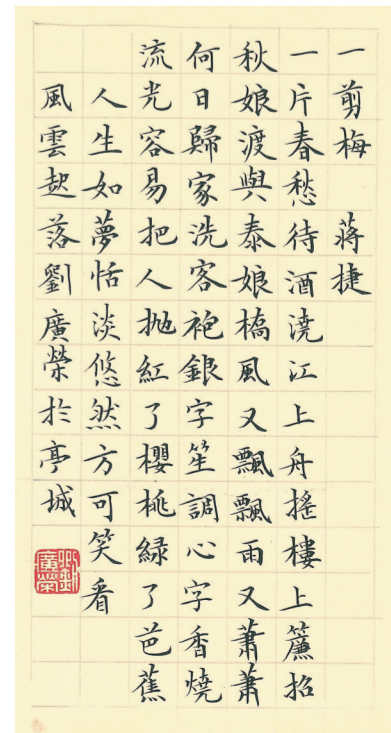 一剪梅 蔣捷
一片春愁待酒澆江上舟搖樓上簾招
秋娘渡與泰娘橋風又飄飄雨又蕭蕭
何日歸家洗客袍銀字笙調心字香燒
流光容易把人拋紅了櫻桃緑了芭蕉
人生如夢恬淡悠然方可笑看
風雲起落劉廣榮於亭城